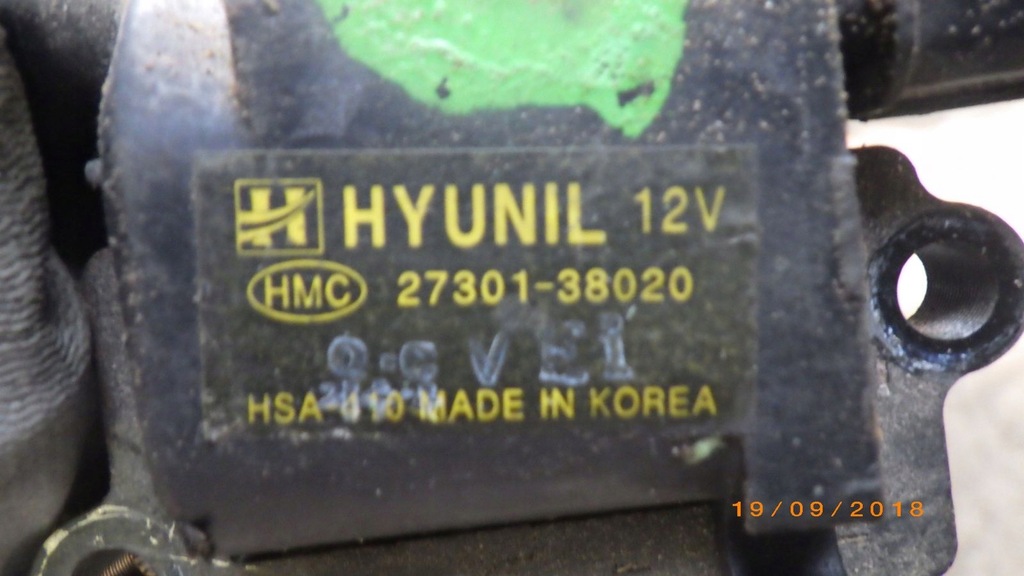 H HYUNIL 12V
HMC 27301-38020
HSA-010 MADE IN KOREA
19/09/2018